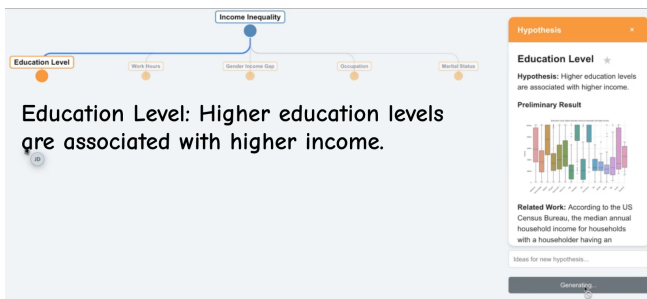 Income Inequality
Education Level
Work Hours
Gender Income Gap
Occupation
Marital Status
Education Level: Higher education levels
are associated with higher income.
JD
Hypothesis ×
Education Level ★
Hypothesis: Higher education levels
are associated with higher income.
Preliminary Result
Related Work: According to the US
Census Bureau, the median annual
household income for households
with a householder having an
Ideas for new hypothesis...
Generating...